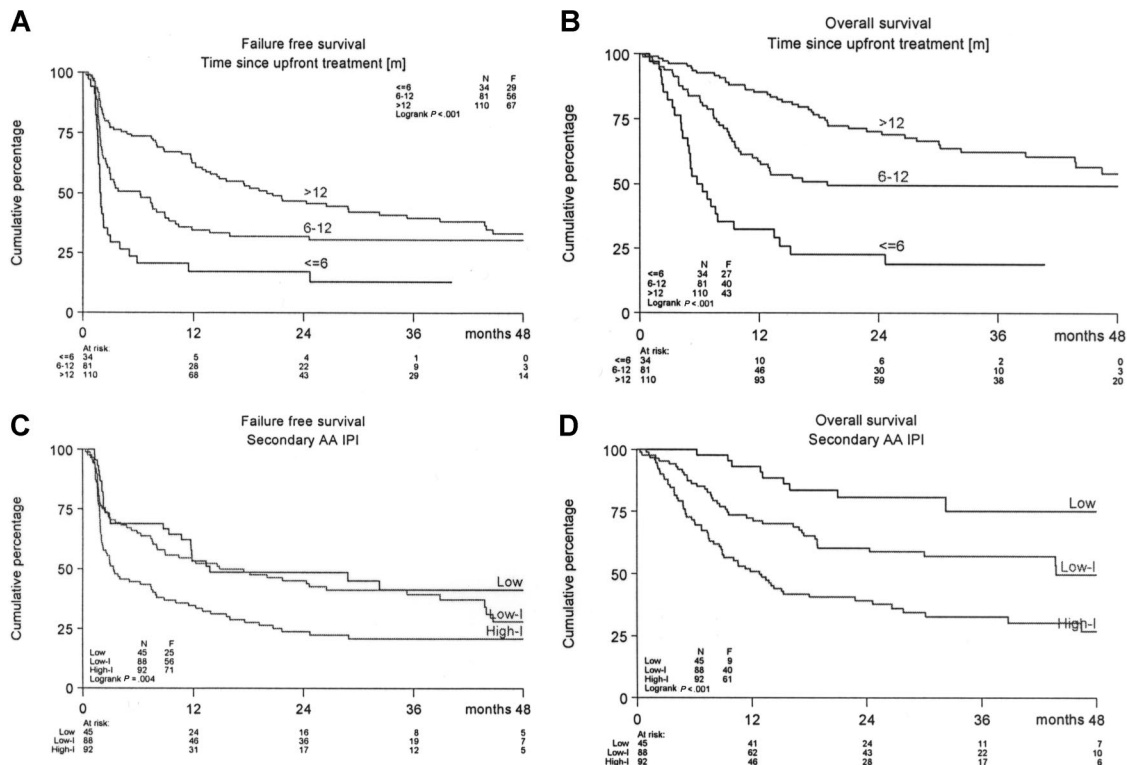 A
Failure free survival
Time since upfront treatment [m]
N F
<=6 34 29
6-12 81 56
>12 110 67
Logrank P <.001
Cumulative percentage
100
75
50
25
0
>12
6-12
<=6
0 12 24 36 months 48
At risk:
<=6 34 5 4 1 0
6-12 81 28 22 9 3
>12 110 68 43 29 14
B
Overall survival
Time since upfront treatment [m]
Cumulative percentage
100
75
50
25
0
>12
6-12
<=6
N F
<=6 34 27
6-12 81 40
>12 110 43
Logrank P <.001
0 12 24 36 months 48
At risk:
<=6 34 10 6 2 0
6-12 81 46 30 10 3
>12 110 93 59 38 20
C
Failure free survival
Secondary AA IPI
Cumulative percentage
100
75
50
25
0
Low
Low-I
High-I
N F
Low 45 25
Low-I 88 56
High-I 92 71
Logrank P =.004
0 12 24 36 months 48
At risk:
Low 45 24 16 8 5
Low-I 88 46 36 19 7
High-I 92 31 17 12 5
D
Overall survival
Secondary AA IPI
Cumulative percentage
100
75
50
25
0
Low
Low-I
High-I
N F
Low 45 9
Low-I 88 40
High-I 92 61
Logrank P <.001
0 12 24 36 months 48
At risk:
Low 45 41 24 11 7
Low-I 88 62 43 22 10
High-I 92 46 28 17 6